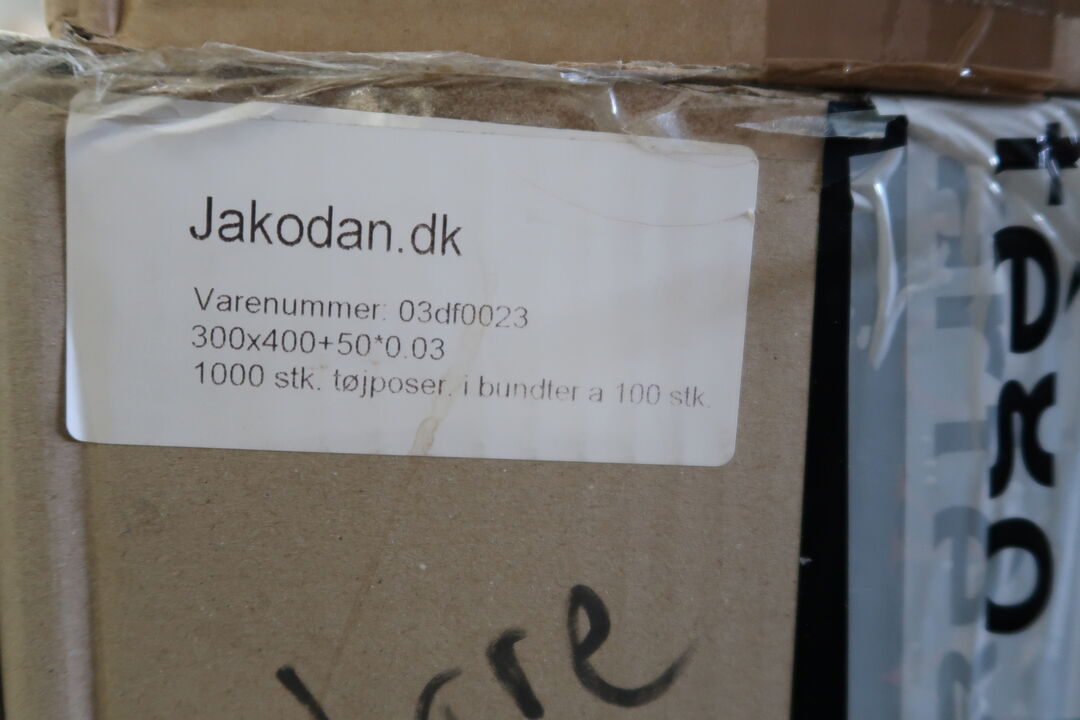 Jakodan.dk
Varenummer: 03df0023
300x400+50*0.03
1000 stk. tøjposer. i bundter a 100 stk.